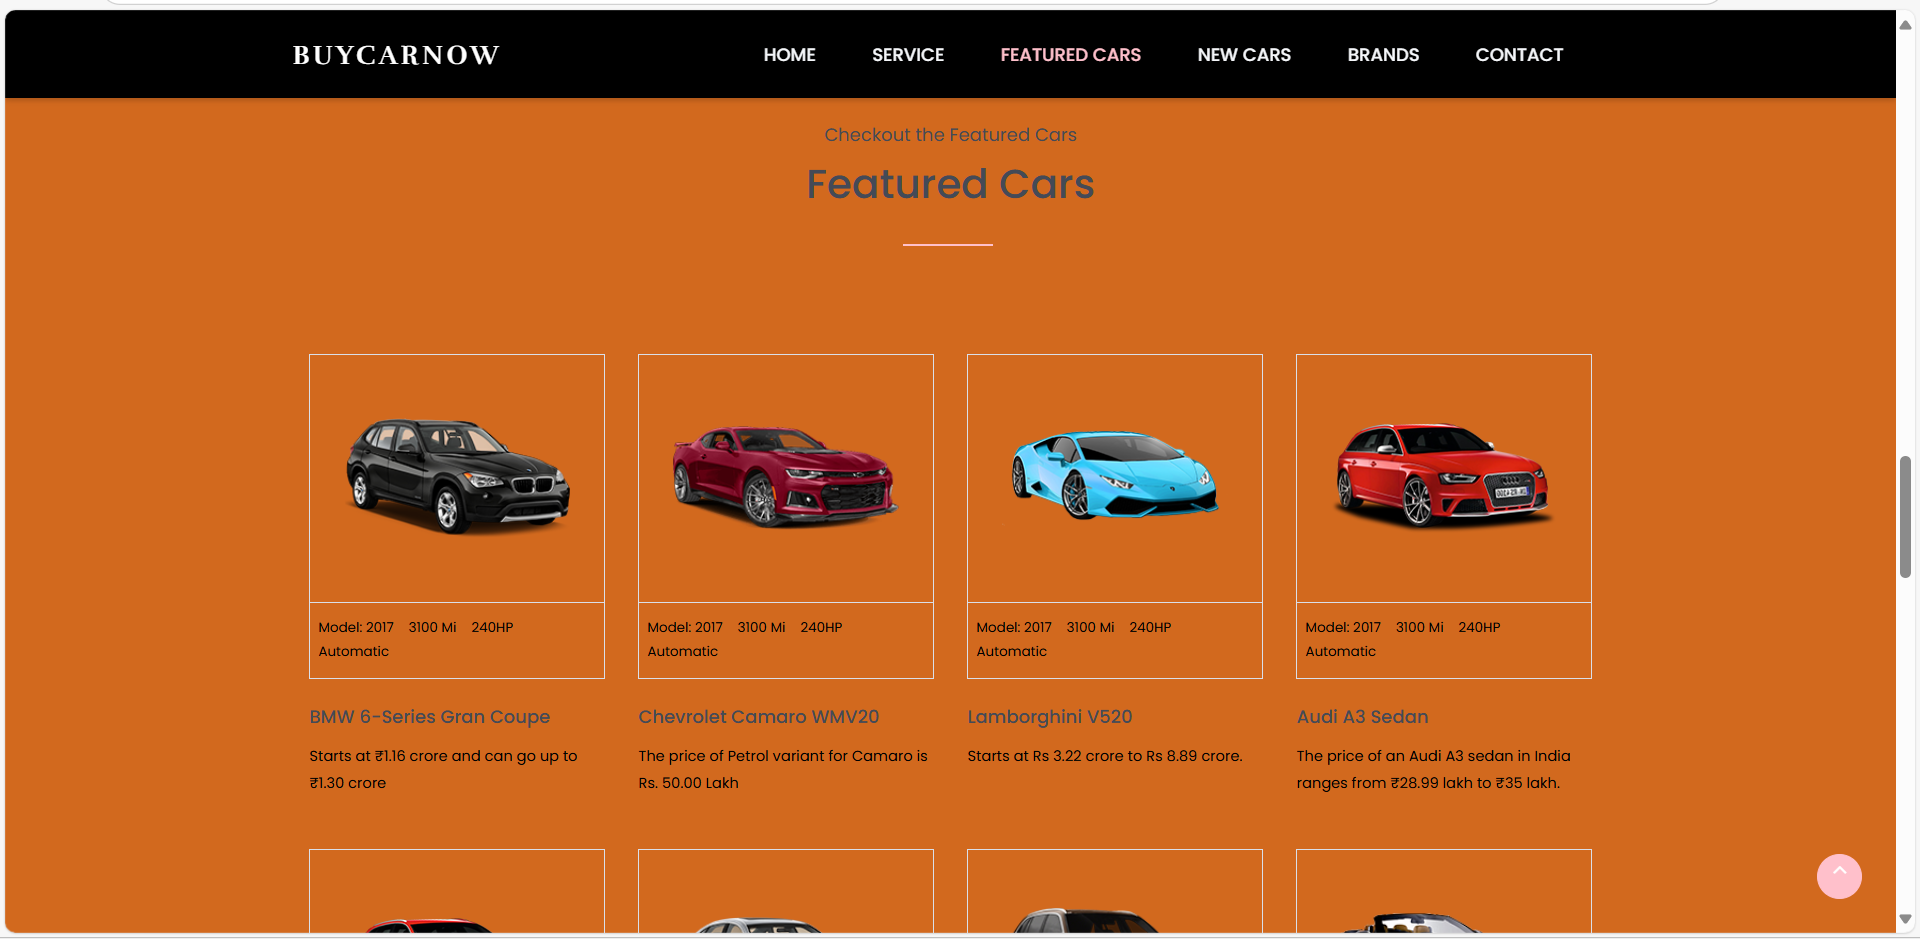 BUYCARNOW
HOME SERVICE FEATURED CARS NEW CARS BRANDS CONTACT
Checkout the Featured Cars
Featured Cars
Model: 2017 3100 Mi 240HP
Automatic
Model: 2017 3100 Mi 240HP
Automatic
Model: 2017 3100 Mi 240HP
Automatic
Model: 2017 3100 Mi 240HP
Automatic
BMW 6-Series Gran Coupe
Starts at ₹1.16 crore and can go up to
₹1.30 crore
Chevrolet Camaro WMV20
The price of Petrol variant for Camaro is
Rs. 50.00 Lakh
Lamborghini V520
Starts at Rs 3.22 crore to Rs 8.89 crore.
Audi A3 Sedan
The price of an Audi A3 sedan in India
ranges from ₹28.99 lakh to ₹35 lakh.